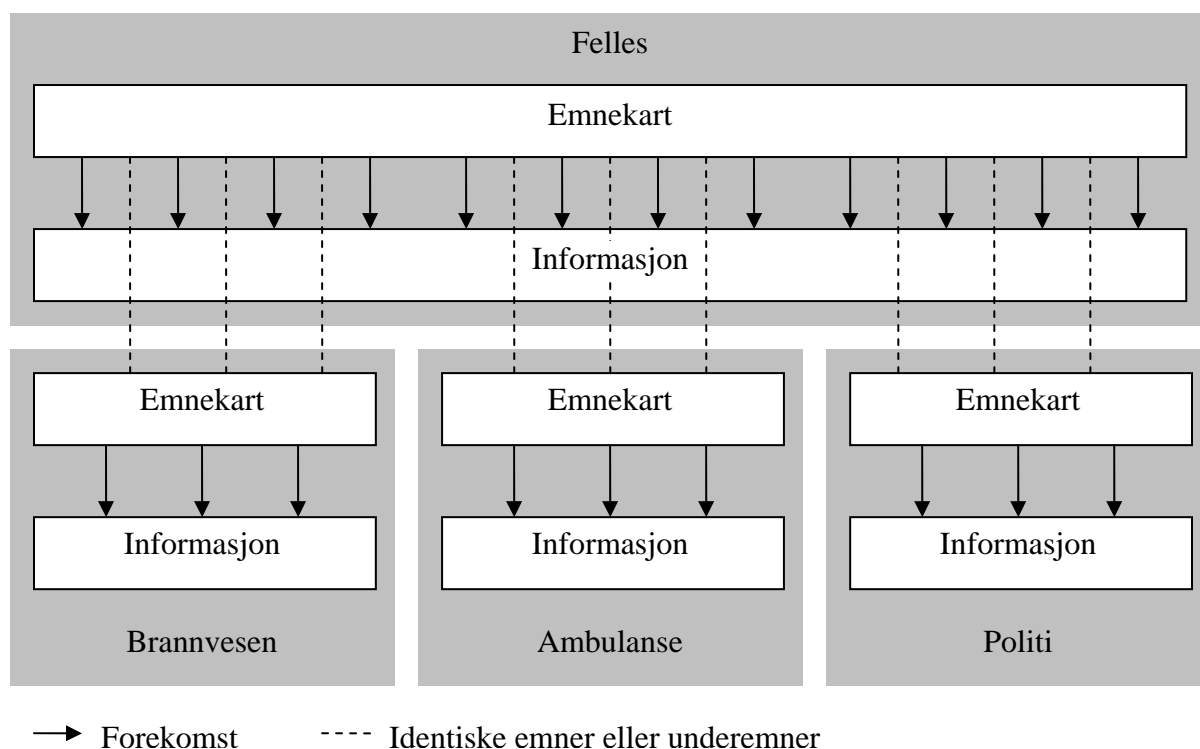 Felles
Emnekart
Informasjon
Emnekart
Emnekart
Emnekart
Informasjon
Informasjon
Informasjon
Brannvesen
Ambulanse
Politi
Forekomst
Identiske emner eller underemner